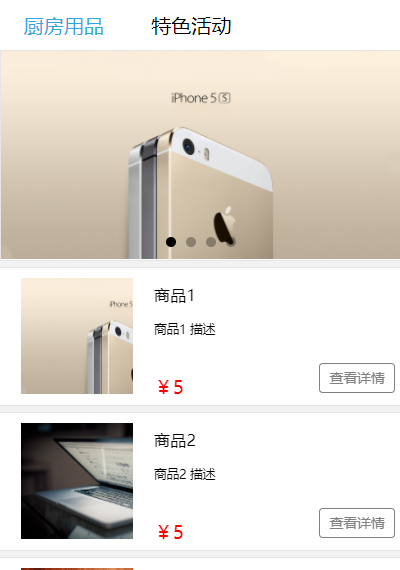 厨房用品 特色活动
iPhone 5S
iPhone 5
商品1
商品1 描述
¥ 5
查看详情
商品2
商品2 描述
¥ 5
查看详情